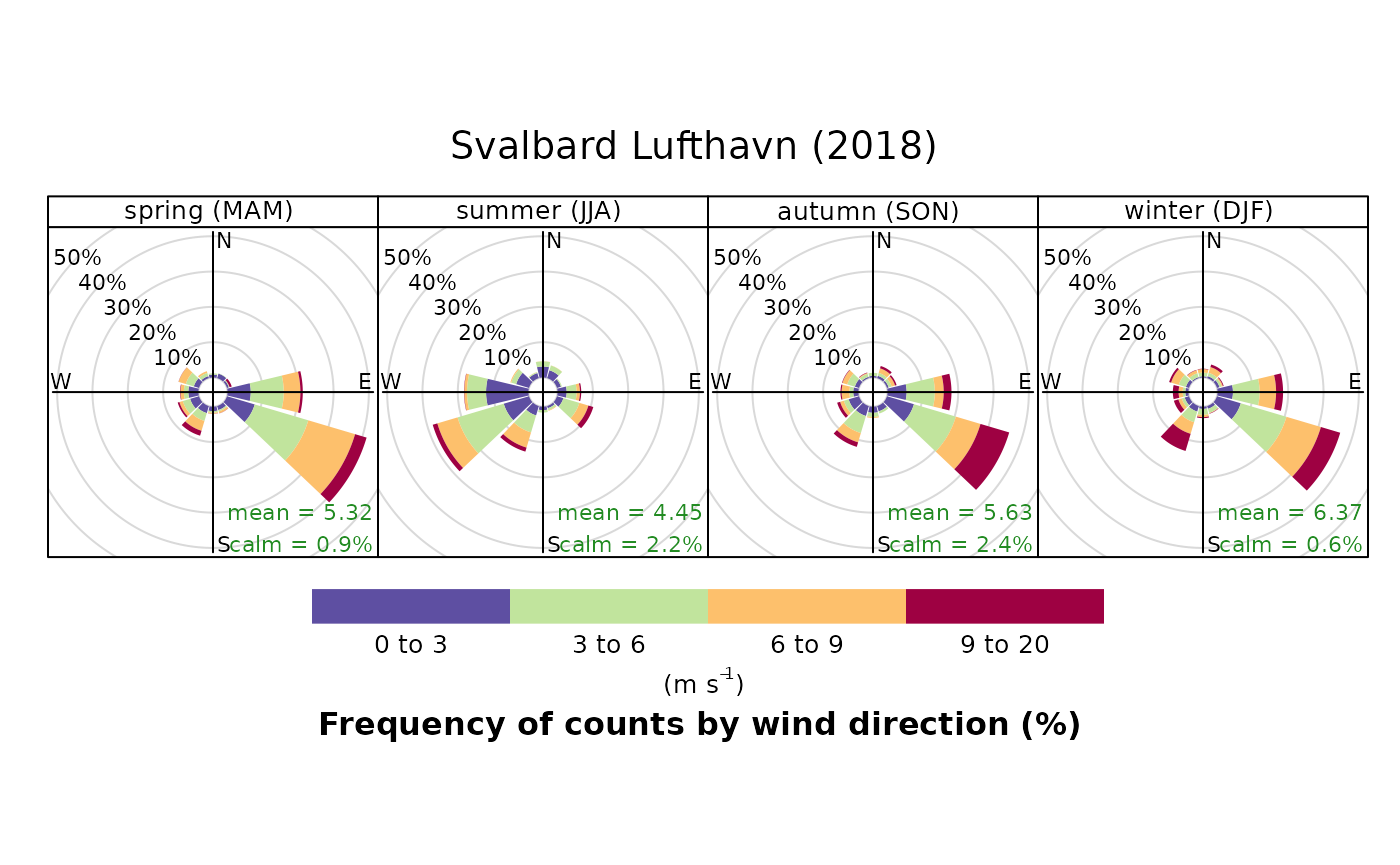 Svalbard Lufthavn (2018)
spring (MAM)
summer (JJA)
autumn (SON)
winter (DJF)
N
50%
40%
30%
20%
10%
W
E
mean = 5.32
S
calm = 0.9%
N
50%
40%
30%
20%
10%
W
E
mean = 4.45
S
calm = 2.2%
N
50%
40%
30%
20%
10%
W
E
mean = 5.63
S
calm = 2.4%
N
50%
40%
30%
20%
10%
W
E
mean = 6.37
S
calm = 0.6%
0 to 3
3 to 6
6 to 9
9 to 20
(m s⁻¹)
Frequency of counts by wind direction (%)